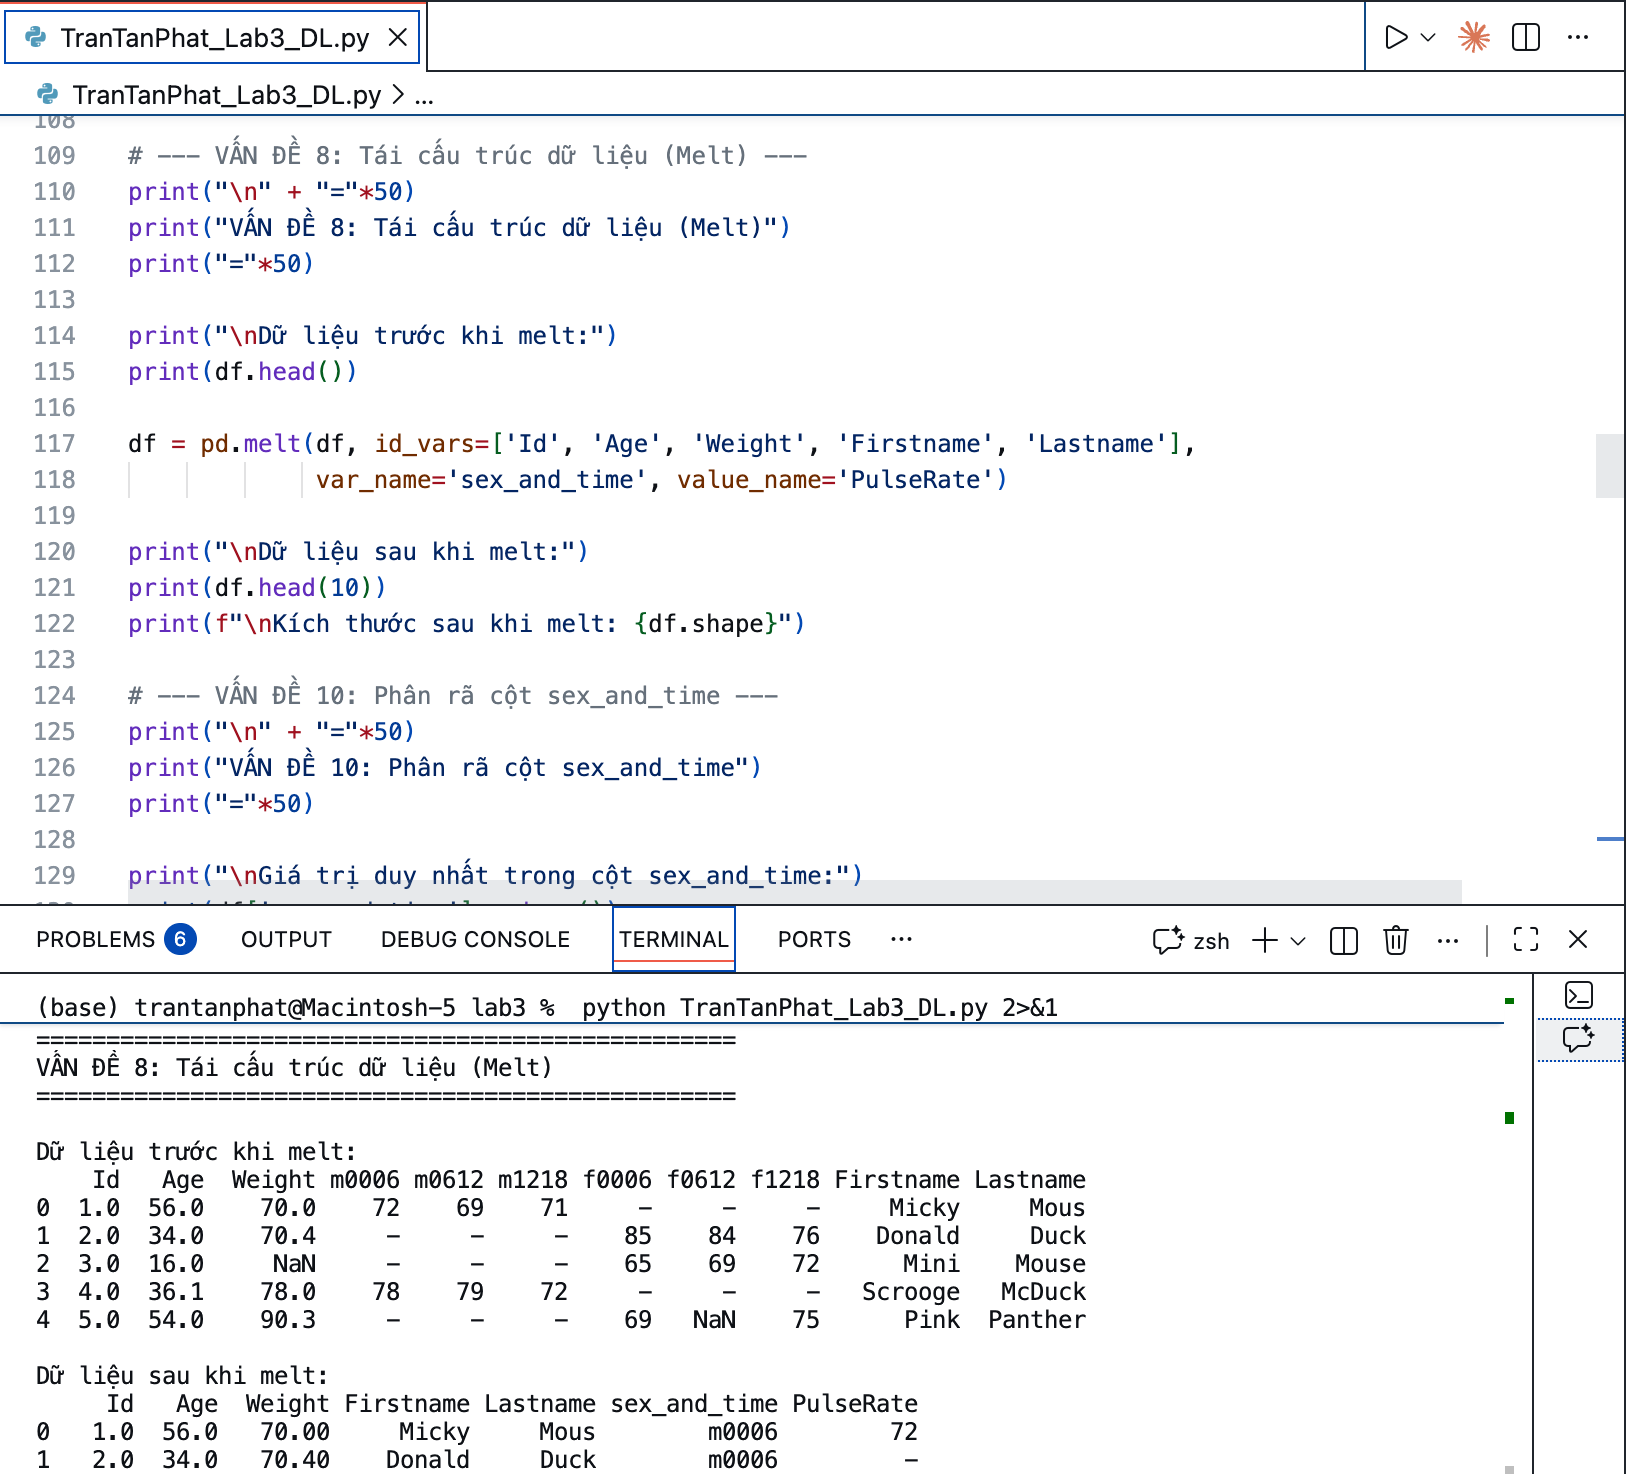 TranTanPhat_Lab3_DL.py
TranTanPhat_Lab3_DL.py > ...
108
109 # --- VẤN ĐỀ 8: Tái cấu trúc dữ liệu (Melt) ---
110 print("\n" + "="*50)
111 print("VẤN ĐỀ 8: Tái cấu trúc dữ liệu (Melt)")
112 print("="*50)
113
114 print("\nDữ liệu trước khi melt:")
115 print(df.head())
116
117 df = pd.melt(df, id_vars=['Id', 'Age', 'Weight', 'Firstname', 'Lastname'],
118              var_name='sex_and_time', value_name='PulseRate')
119
120 print("\nDữ liệu sau khi melt:")
121 print(df.head(10))
122 print(f"\nKích thước sau khi melt: {df.shape}")
123
124 # --- VẤN ĐỀ 10: Phân rã cột sex_and_time ---
125 print("\n" + "="*50)
126 print("VẤN ĐỀ 10: Phân rã cột sex_and_time")
127 print("="*50)
128
129 print("\nGiá trị duy nhất trong cột sex_and_time:")
PROBLEMS 6 OUTPUT DEBUG CONSOLE TERMINAL PORTS ... zsh
(base) trantanphat@Macintosh-5 lab3 %  python TranTanPhat_Lab3_DL.py 2>&1
==================================================
VẤN ĐỀ 8: Tái cấu trúc dữ liệu (Melt)
==================================================
Dữ liệu trước khi melt:
    Id   Age  Weight m0006 m0612 m1218 f0006 f0612 f1218 Firstname Lastname
0  1.0  56.0    70.0    72    69    71     -     -     -     Micky     Mous
1  2.0  34.0    70.4     -     -     -    85    84    76    Donald     Duck
2  3.0  16.0     NaN     -     -     -    65    69    72      Mini    Mouse
3  4.0  36.1    78.0    78    79    72     -     -     -   Scrooge   McDuck
4  5.0  54.0    90.3     -     -     -    69   NaN    75      Pink  Panther
Dữ liệu sau khi melt:
     Id   Age  Weight Firstname Lastname sex_and_time PulseRate
0   1.0  56.0   70.00     Micky     Mous        m0006        72
1   2.0  34.0   70.40    Donald     Duck        m0006         -